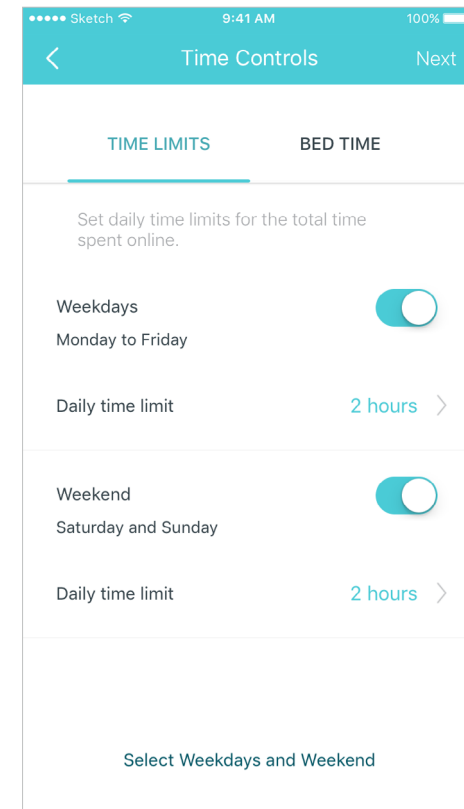 Sketch 9:41 AM 100%
Time Controls Next
TIME LIMITS BED TIME
Set daily time limits for the total time
spent online.
Weekdays
Monday to Friday
Daily time limit 2 hours
Weekend
Saturday and Sunday
Daily time limit 2 hours
Select Weekdays and Weekend